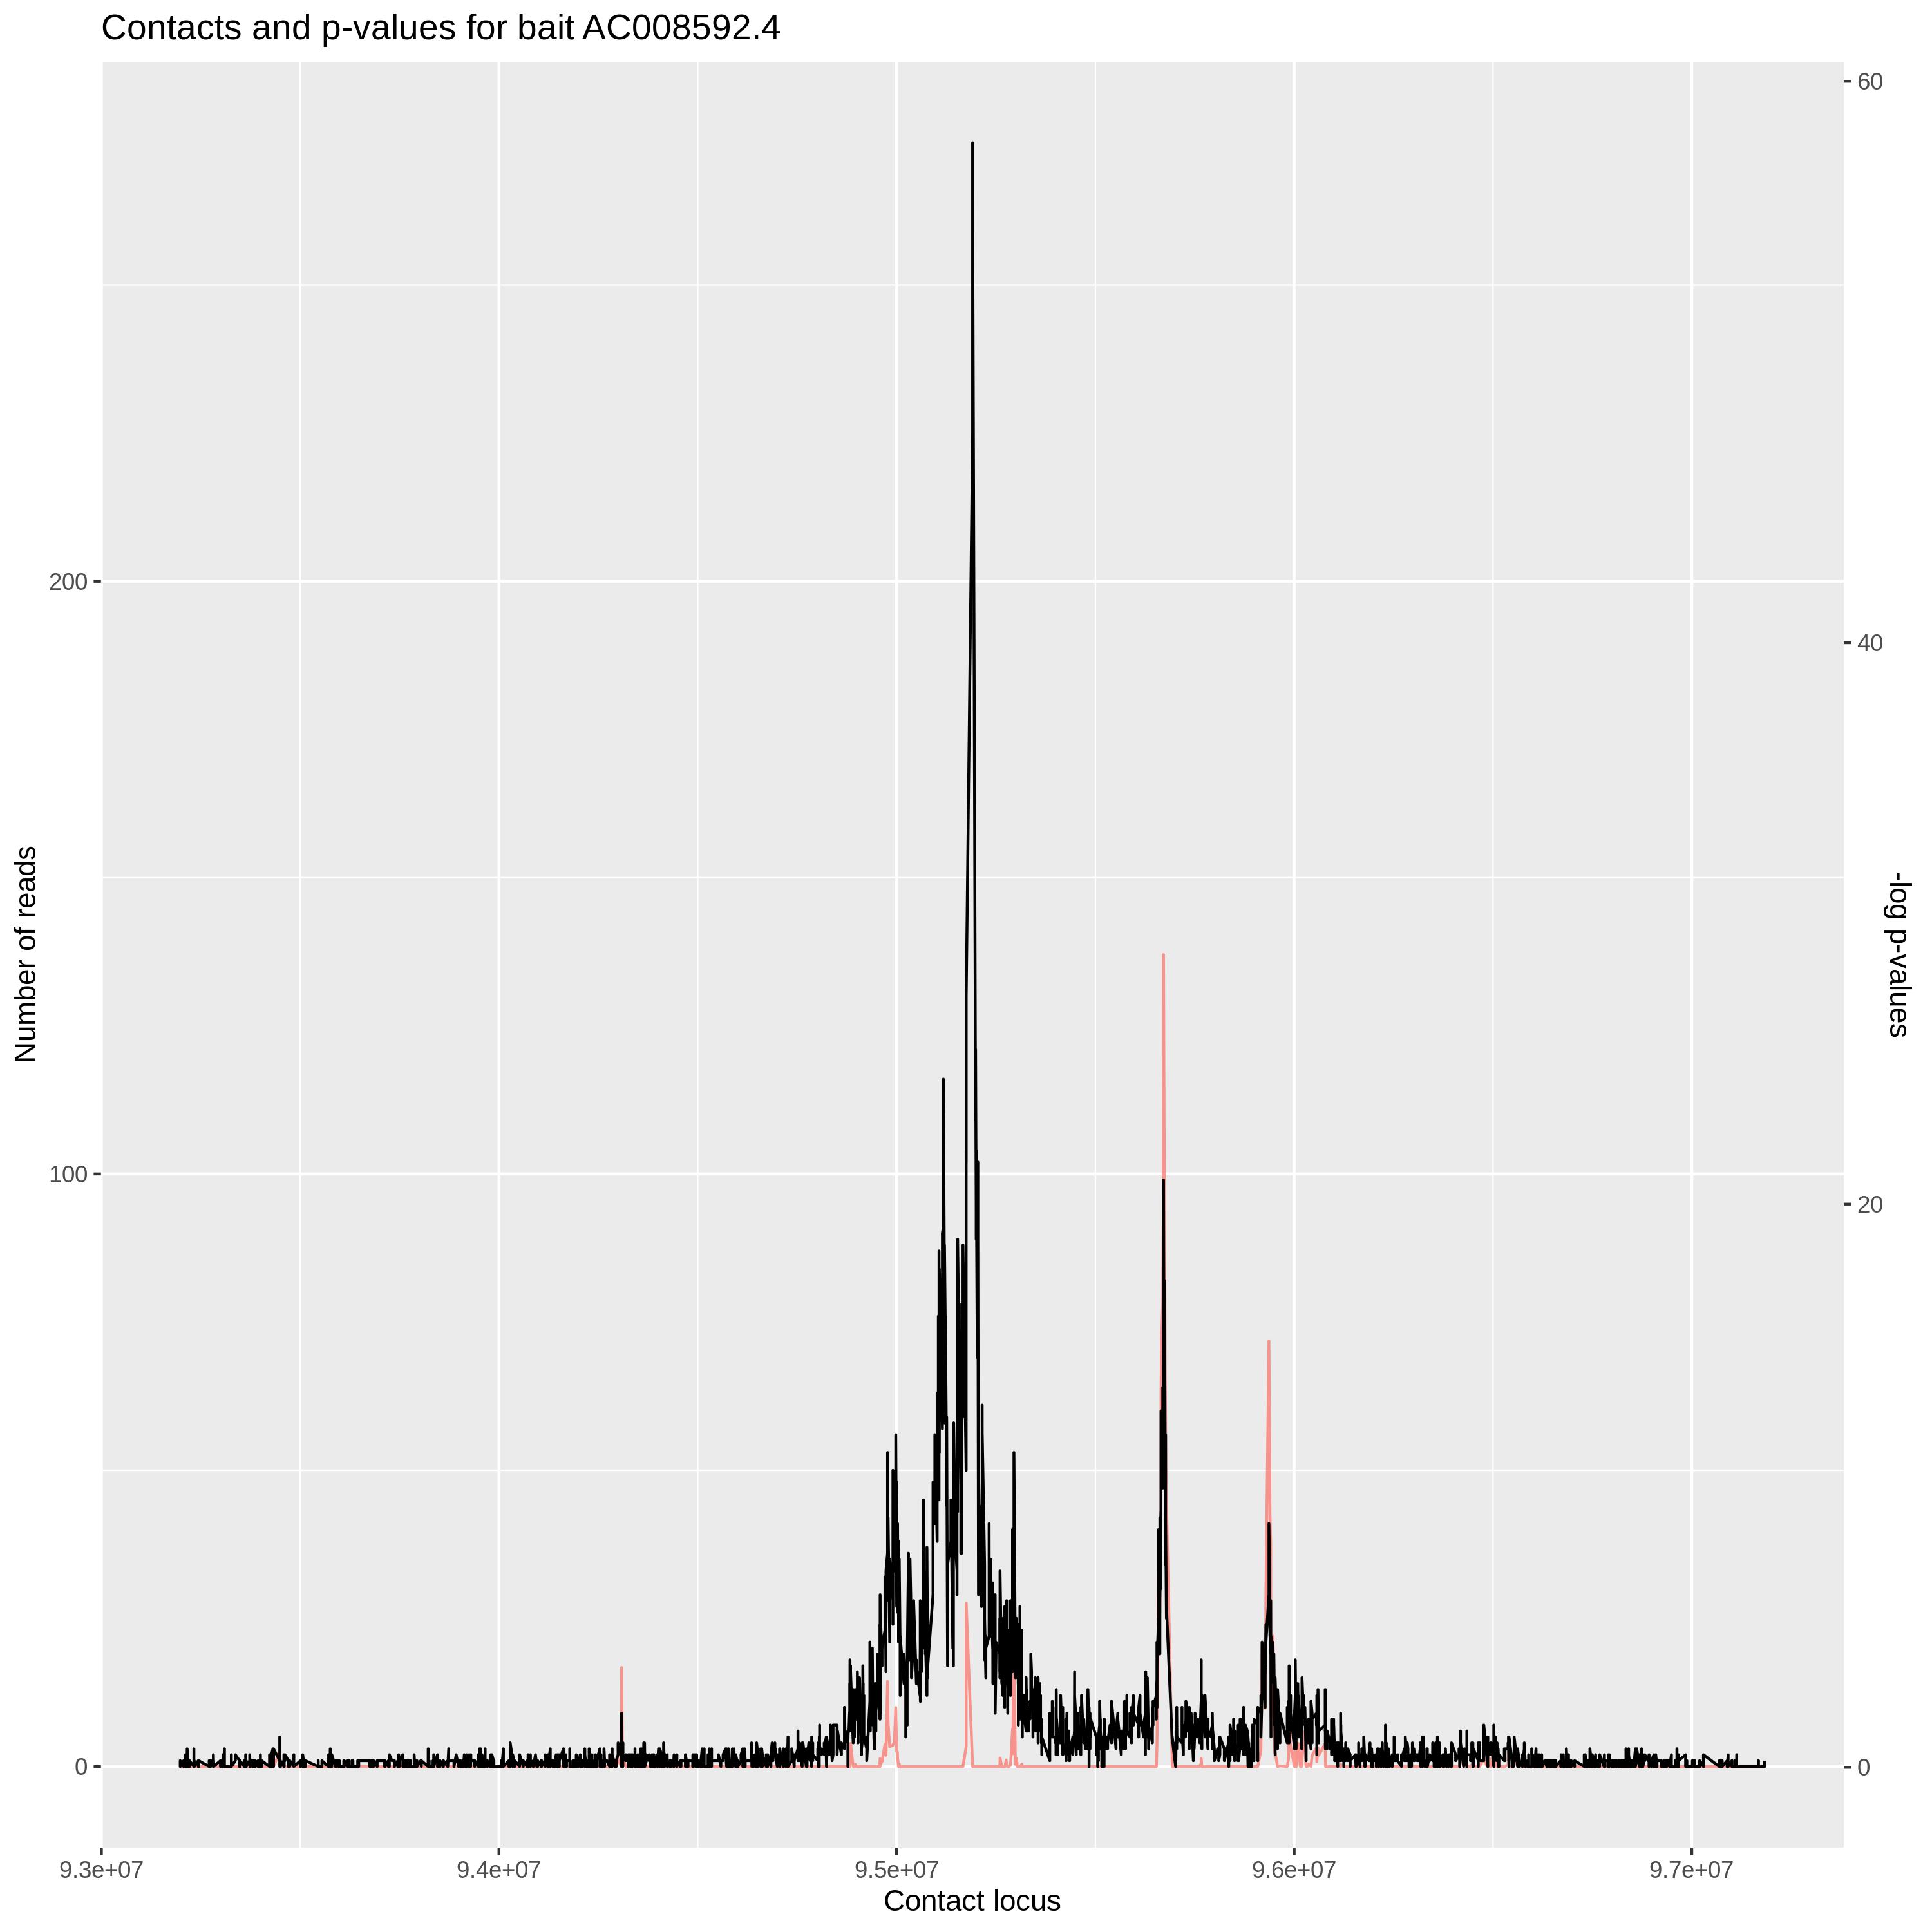 Contacts and p-values for bait AC008592.4
60
200
40
Number of reads
-log p-values
100
20
0
0
9.3e+07
9.4e+07
9.5e+07
9.6e+07
9.7e+07
Contact locus